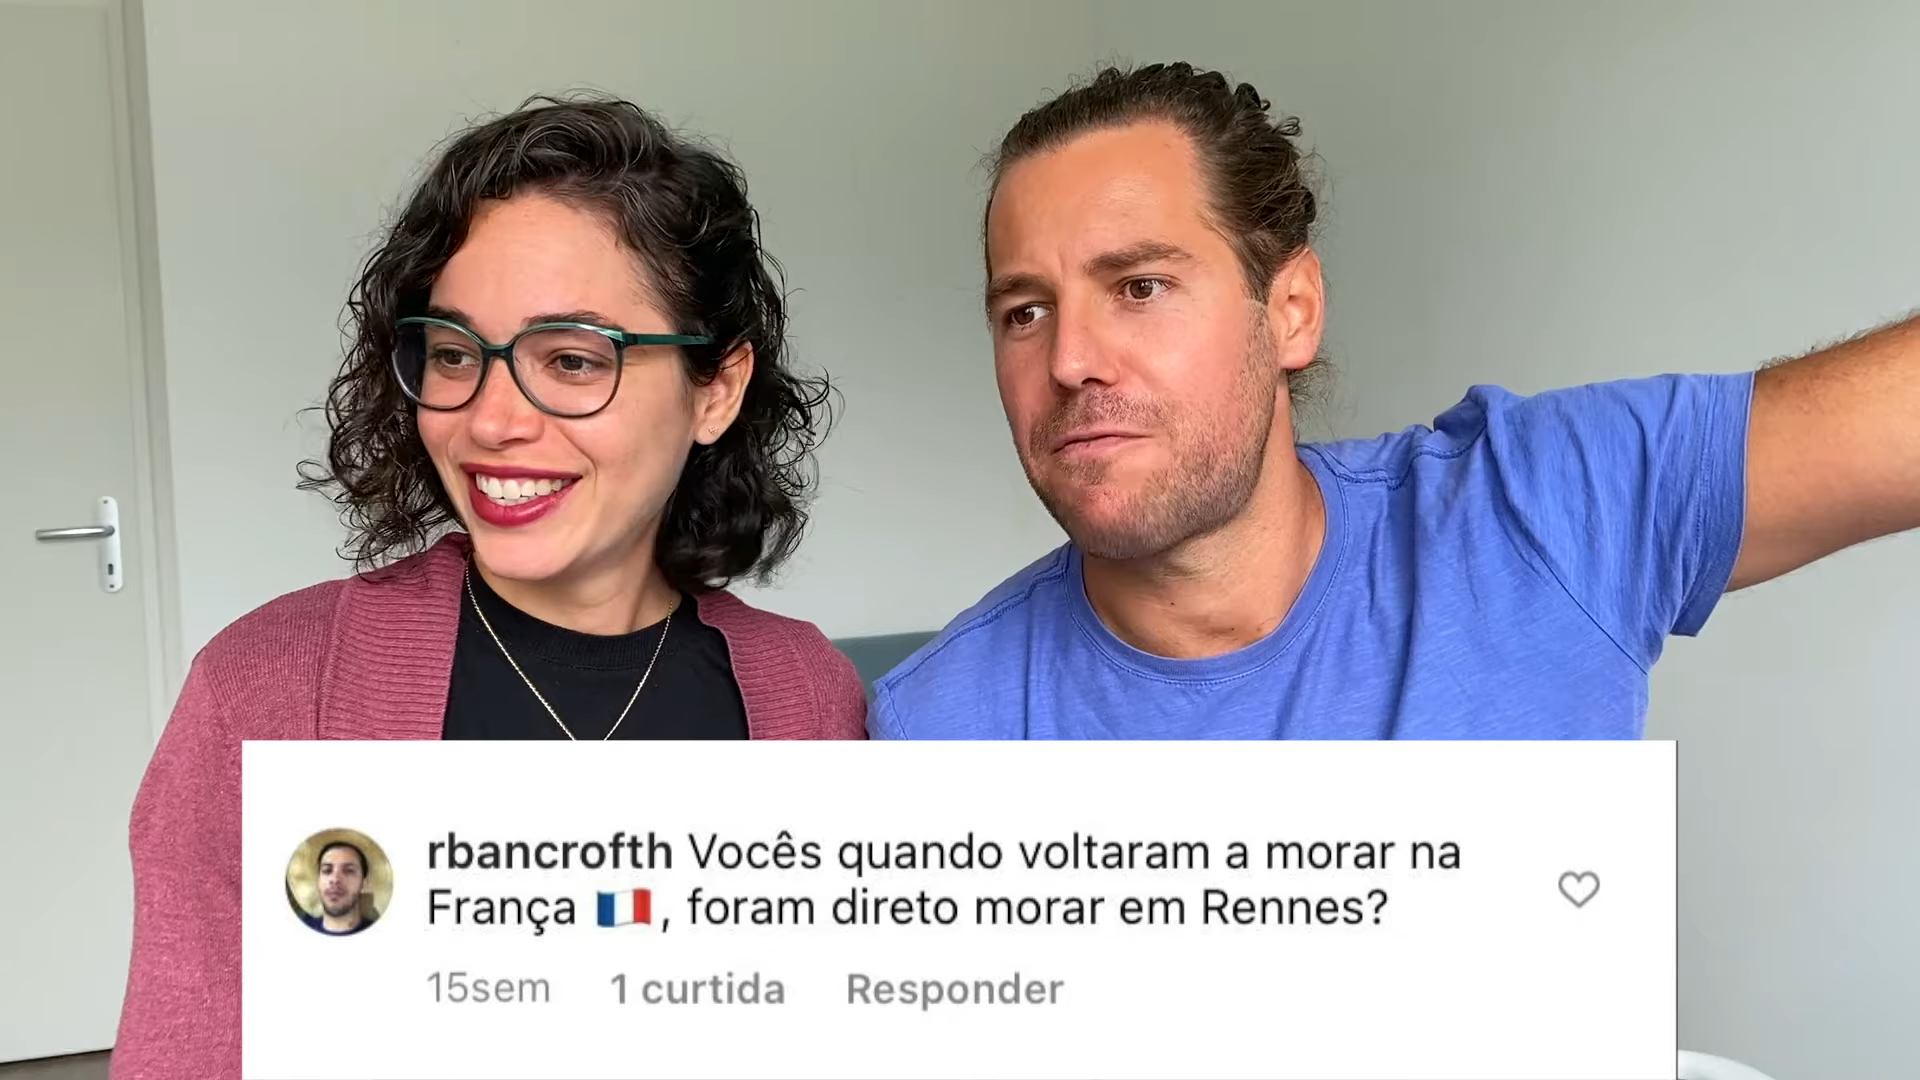 rbancrofth Vocês quando voltaram a morar na
França 🇫🇷, foram direto morar em Rennes?
15sem 1 curtida Responder